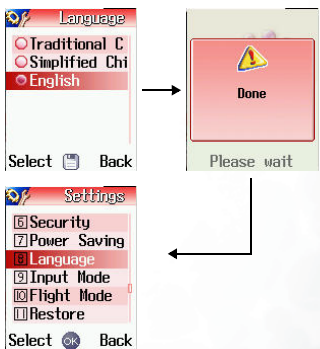 Language
Traditional C
Simplified Chi
English
Select Back
Done
Please wait
Settings
6 Security
7 Power Saving
8 Language
9 Input Mode
10 Flight Mode
11 Restore
Select OK Back